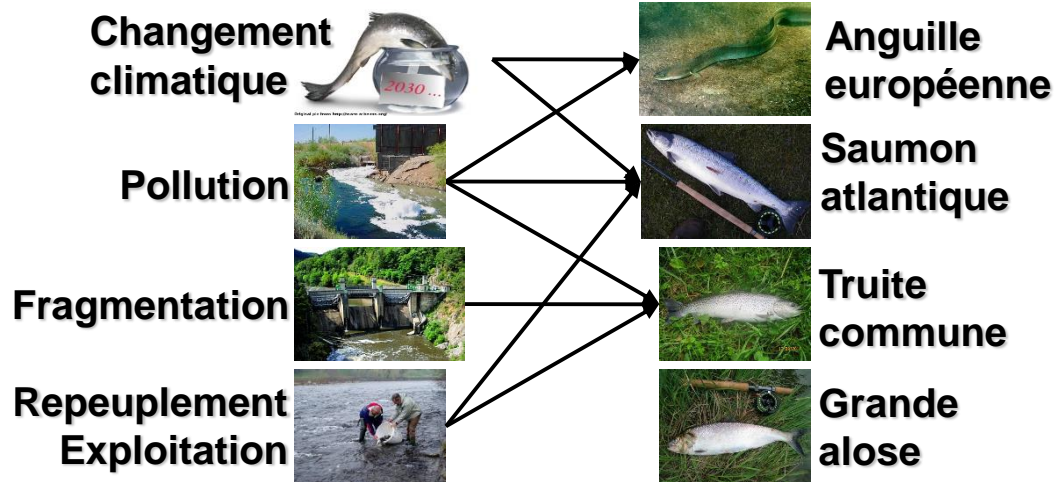 Changement
climatique
2030 ...
Anguille
européenne
Pollution
Saumon
atlantique
Fragmentation
Truite
commune
Repeuplement
Exploitation
Grande
alose